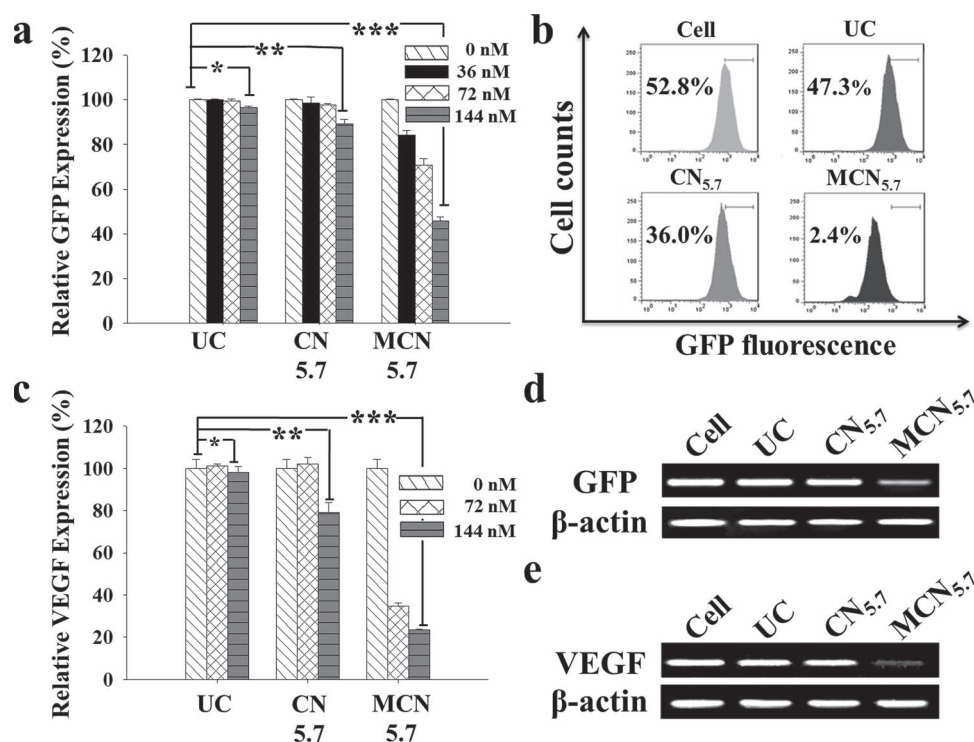 a
Relative GFP Expression (%)
120
100
80
60
40
20
0
*
**
***
0 nM
36 nM
72 nM
144 nM
UC
CN
5.7
MCN
5.7
b
Cell counts
GFP fluorescence
Cell
52.8%
UC
47.3%
CN5.7
36.0%
MCN5.7
2.4%
c
Relative VEGF Expression (%)
120
100
80
60
40
20
0
*
**
***
0 nM
72 nM
144 nM
UC
CN
5.7
MCN
5.7
d
Cell UC CN5.7 MCN5.7
GFP
β-actin
e
Cell UC CN5.7 MCN5.7
VEGF
β-actin